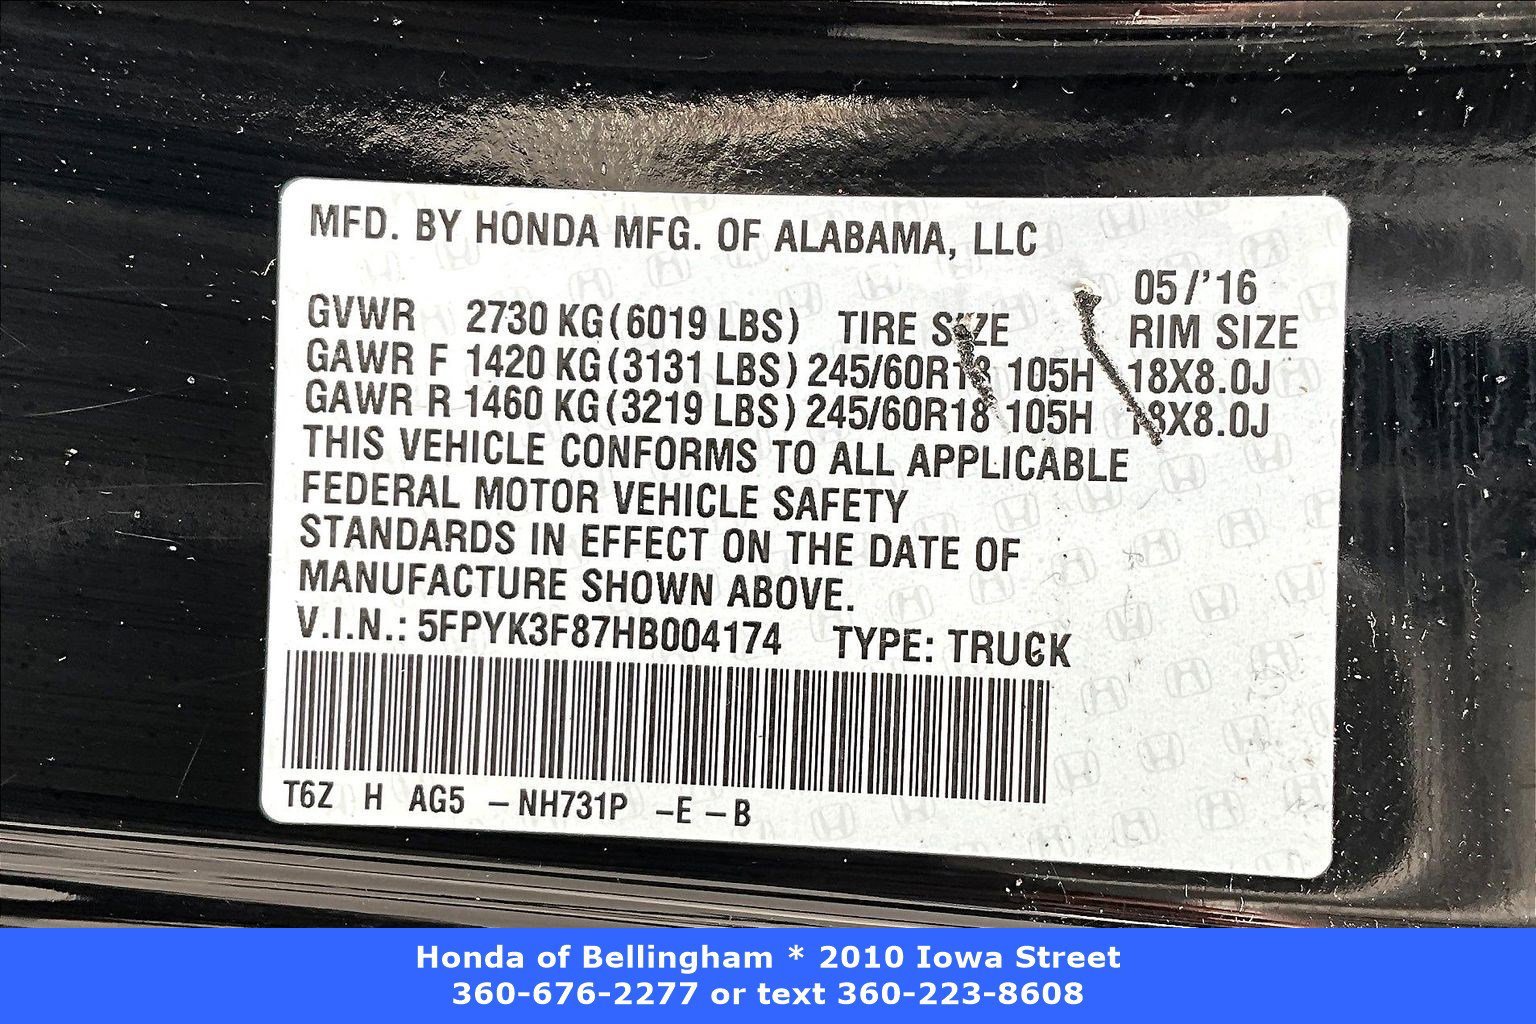 MFD. BY HONDA MFG. OF ALABAMA, LLC
05/'16
GVWR 2730 KG(6019 LBS) TIRE SIZE RIM SIZE
GAWR F 1420 KG(3131 LBS) 245/60R18 105H 18X8.0J
GAWR R 1460 KG(3219 LBS) 245/60R18 105H 18X8.0J
THIS VEHICLE CONFORMS TO ALL APPLICABLE
FEDERAL MOTOR VEHICLE SAFETY
STANDARDS IN EFFECT ON THE DATE OF
MANUFACTURE SHOWN ABOVE.
V.I.N.: 5FPYK3F87HB004174 TYPE: TRUCK
T6Z H AG5 -NH731P -E-B
Honda of Bellingham * 2010 Iowa Street
360-676-2277 or text 360-223-8608